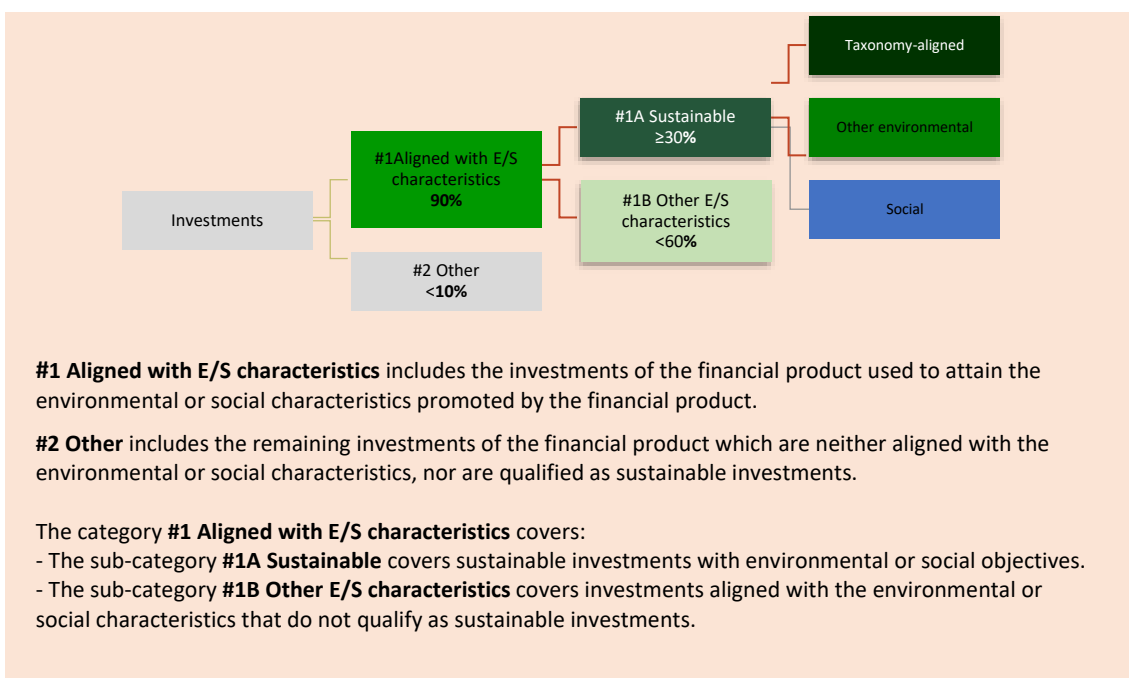 Taxonomy-aligned
#1A Sustainable
≥30%
Other environmental
#1Aligned with E/S
characteristics
90%
#1B Other E/S
characteristics
<60%
Investments
Social
#2 Other
<10%
#1 Aligned with E/S characteristics includes the investments of the financial product used to attain the
environmental or social characteristics promoted by the financial product.
#2 Other includes the remaining investments of the financial product which are neither aligned with the
environmental or social characteristics, nor are qualified as sustainable investments.
The category #1 Aligned with E/S characteristics covers:
- The sub-category #1A Sustainable covers sustainable investments with environmental or social objectives.
- The sub-category #1B Other E/S characteristics covers investments aligned with the environmental or
social characteristics that do not qualify as sustainable investments.